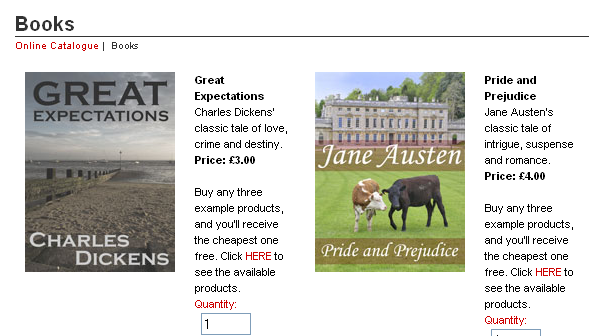 Books
Online Catalogue | Books
GREAT
EXPECTATIONS
CHARLES
DICKENS
Great
Expectations
Charles Dickens'
classic tale of love,
crime and destiny.
Price: £3.00
Buy any three
example products,
and you'll receive
the cheapest one
free. Click HERE to
see the available
products.
Quantity:
1
Jane Austen
Pride and Prejudice
Pride and
Prejudice
Jane Austen's
classic tale of
intrigue, suspense
and romance.
Price: £4.00
Buy any three
example products,
and you'll receive
the cheapest one
free. Click HERE to
see the available
products.
Quantity: